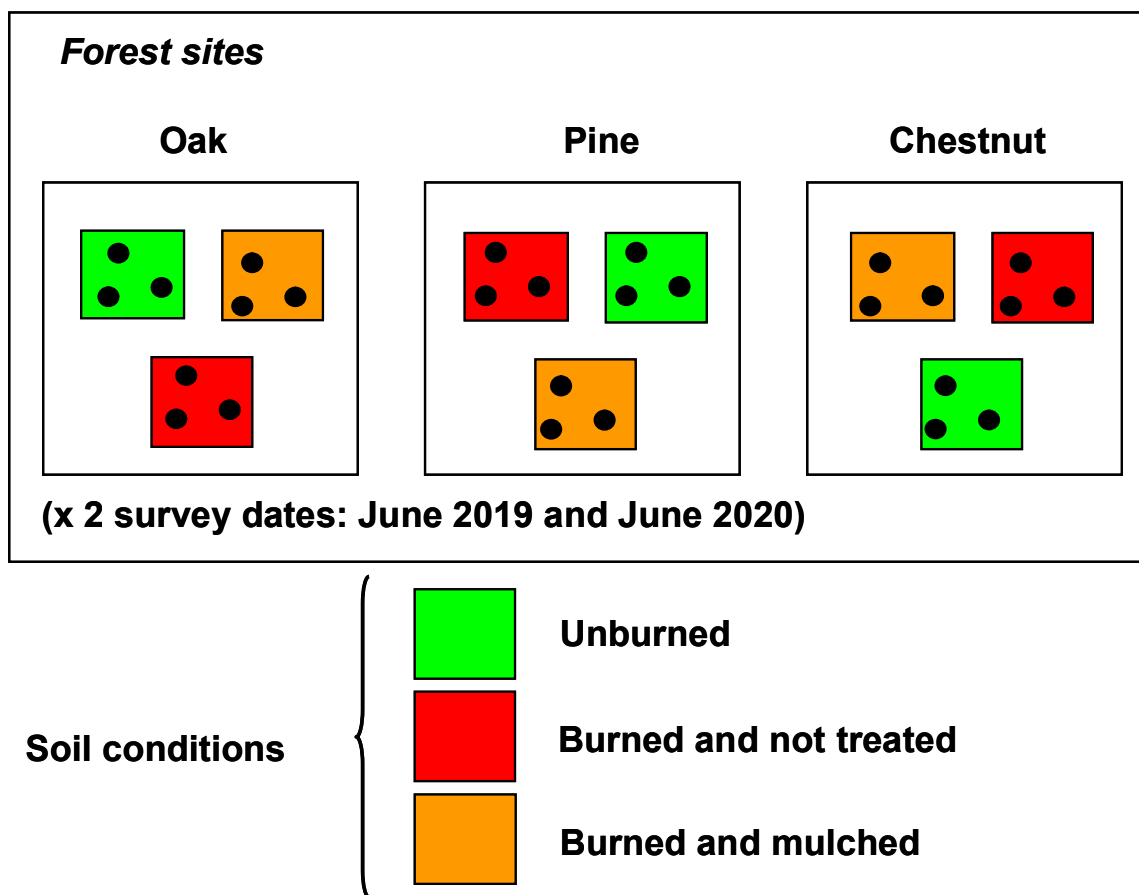 Forest sites
Oak
Pine
Chestnut
(x 2 survey dates: June 2019 and June 2020)
Soil conditions
Unburned
Burned and not treated
Burned and mulched